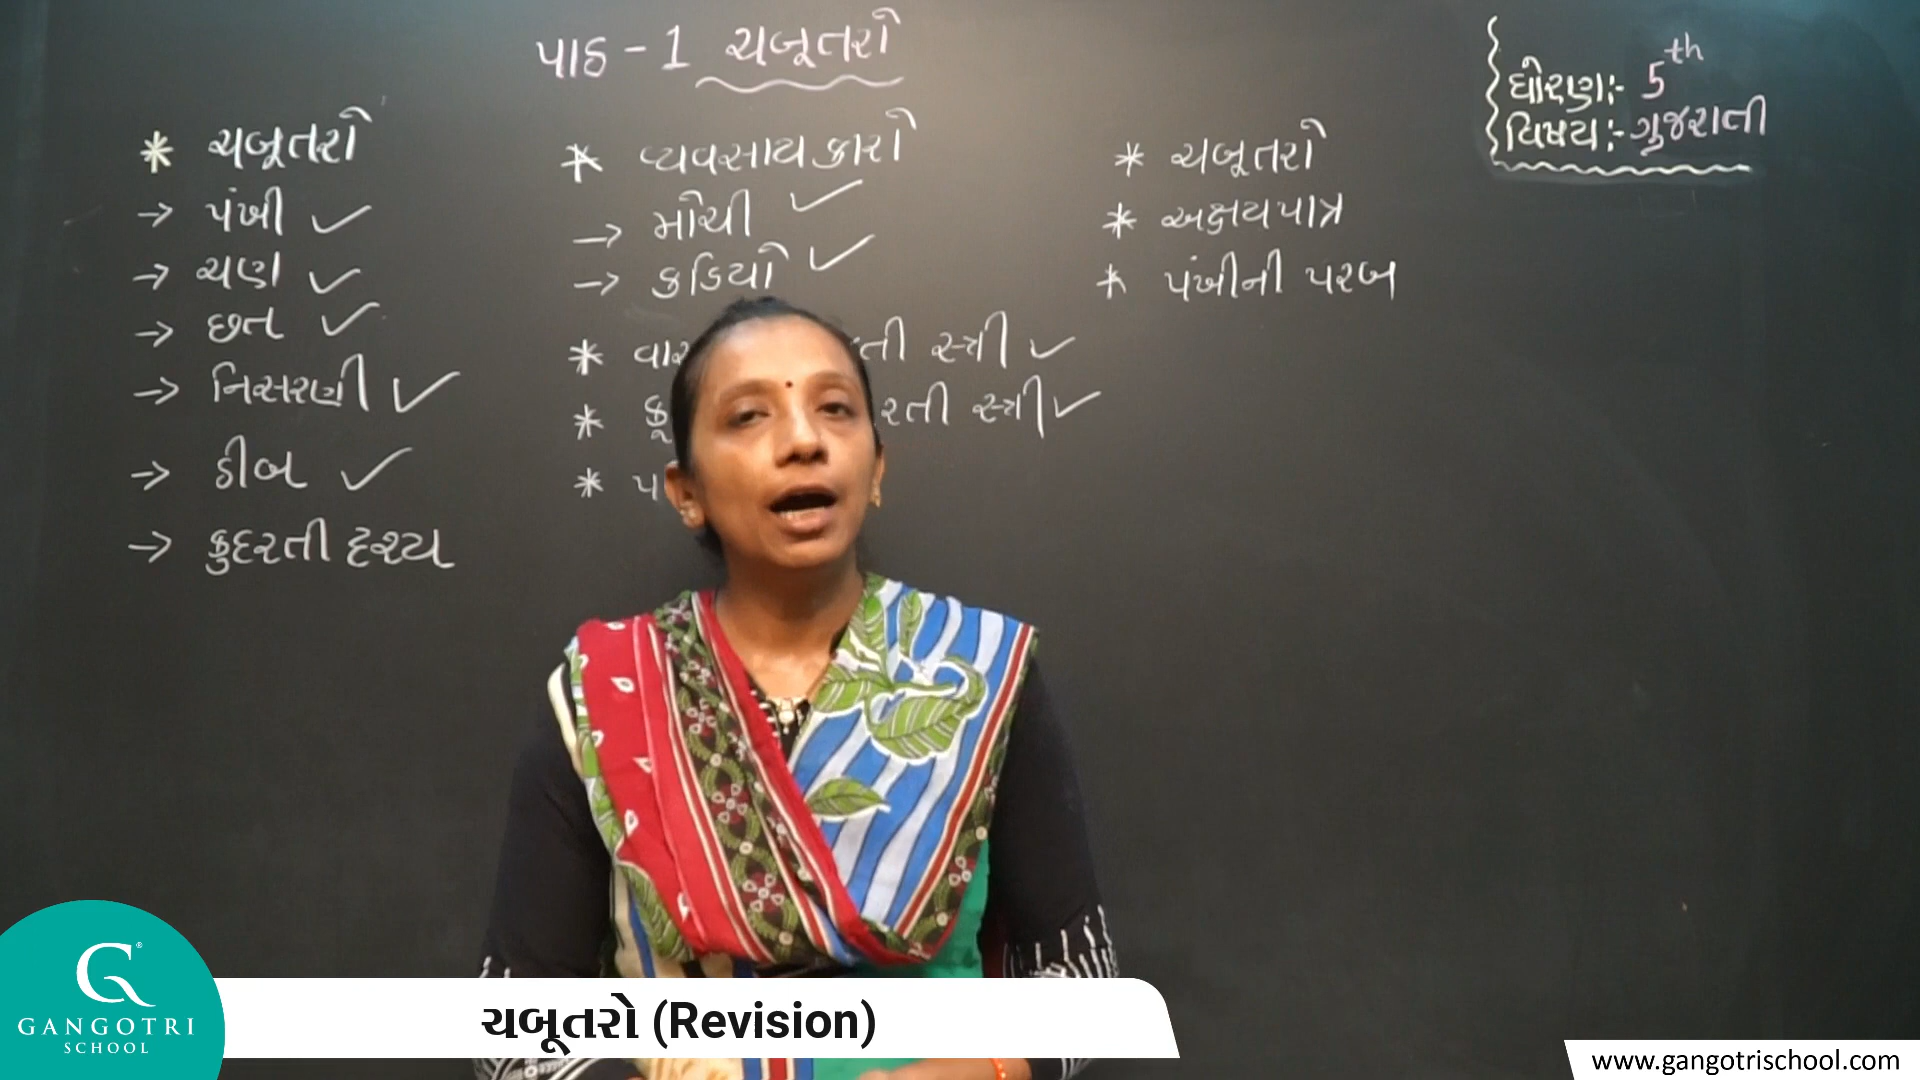 પાઠ - 1 ચબૂતરો
ધોરણ:- 5th
વિષય:- ગુજરાતી
* ચબૂતરો
→ પંખી ✓
→ ચણ ✓
→ છત ✓
→ નિસરણી ✓
→ ડીબ ✓
→ કુદરતી દૃશ્ય
* વ્યવસાયકારો
→ મોચી ✓
→ કડિયો ✓
* સ્ત્રી ✓
* સ્ત્રી ✓
*
* ચબૂતરો
* અક્ષયપાત્ર
* પંખીની પરબ
GANGOTRI
SCHOOL
ચબૂતરો (Revision)
www.gangotrischool.com